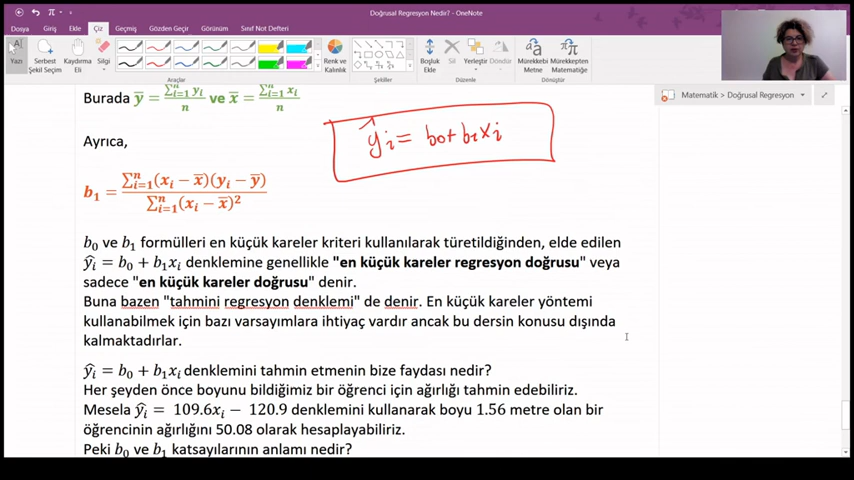 Doğrusal Regresyon Nedir? - OneNote
Dosya Giriş Ekle Çiz Geçmiş Gözden Geçir Görünüm Sınıf Not Defteri
Yazı
Serbest Şekil Seçim
Kaydırma Eli
Silgi
Renk ve Kalınlık
Şekiller
Boşluk Ekle
Sil
Yerleştir
Döndür
Mürekkebi Metne
Mürekkepten Matematiğe
Araçlar
Şekiller
Düzenle
Dönüştür
Matematik > Doğrusal Regresyon
Burada ȳ = ∑ⁿᵢ₌₁ yᵢ / n ve x̄ = ∑ⁿᵢ₌₁ xᵢ / n
ŷi = b0 + b1xi
Ayrıca,
b₁ = ∑ⁿᵢ₌₁(xᵢ − x̄)(yᵢ − ȳ) / ∑ⁿᵢ₌₁(xᵢ − x̄)²
b₀ ve b₁ formülleri en küçük kareler kriteri kullanılarak türetildiğinden, elde edilen
ŷᵢ = b₀ + b₁xᵢ denklemine genellikle "en küçük kareler regresyon doğrusu" veya
sadece "en küçük kareler doğrusu" denir.
Buna bazen "tahmini regresyon denklemi" de denir. En küçük kareler yöntemi
kullanabilmek için bazı varsayımlara ihtiyaç vardır ancak bu dersin konusu dışında
kalmaktadırlar.
ŷᵢ = b₀ + b₁xᵢ denklemini tahmin etmenin bize faydası nedir?
Her şeyden önce boyunu bildiğimiz bir öğrenci için ağırlığı tahmin edebiliriz.
Mesela ŷᵢ = 109.6xᵢ − 120.9 denklemini kullanarak boyu 1.56 metre olan bir
öğrencinin ağırlığını 50.08 olarak hesaplayabiliriz.
Peki b₀ ve b₁ katsayılarının anlamı nedir?